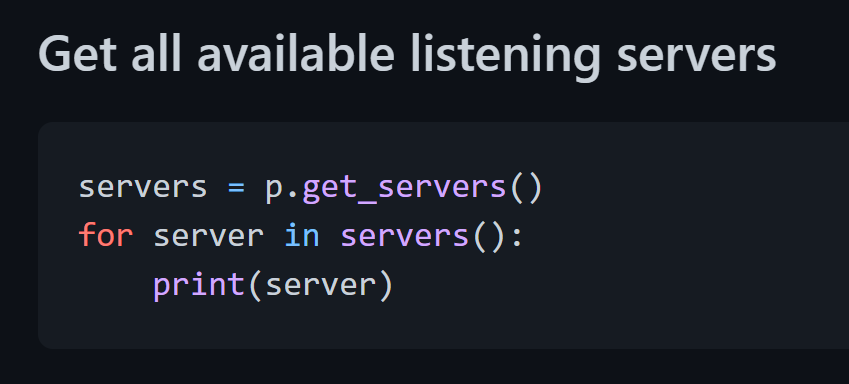 Get all available listening servers
servers = p.get_servers()
for server in servers():
    print(server)